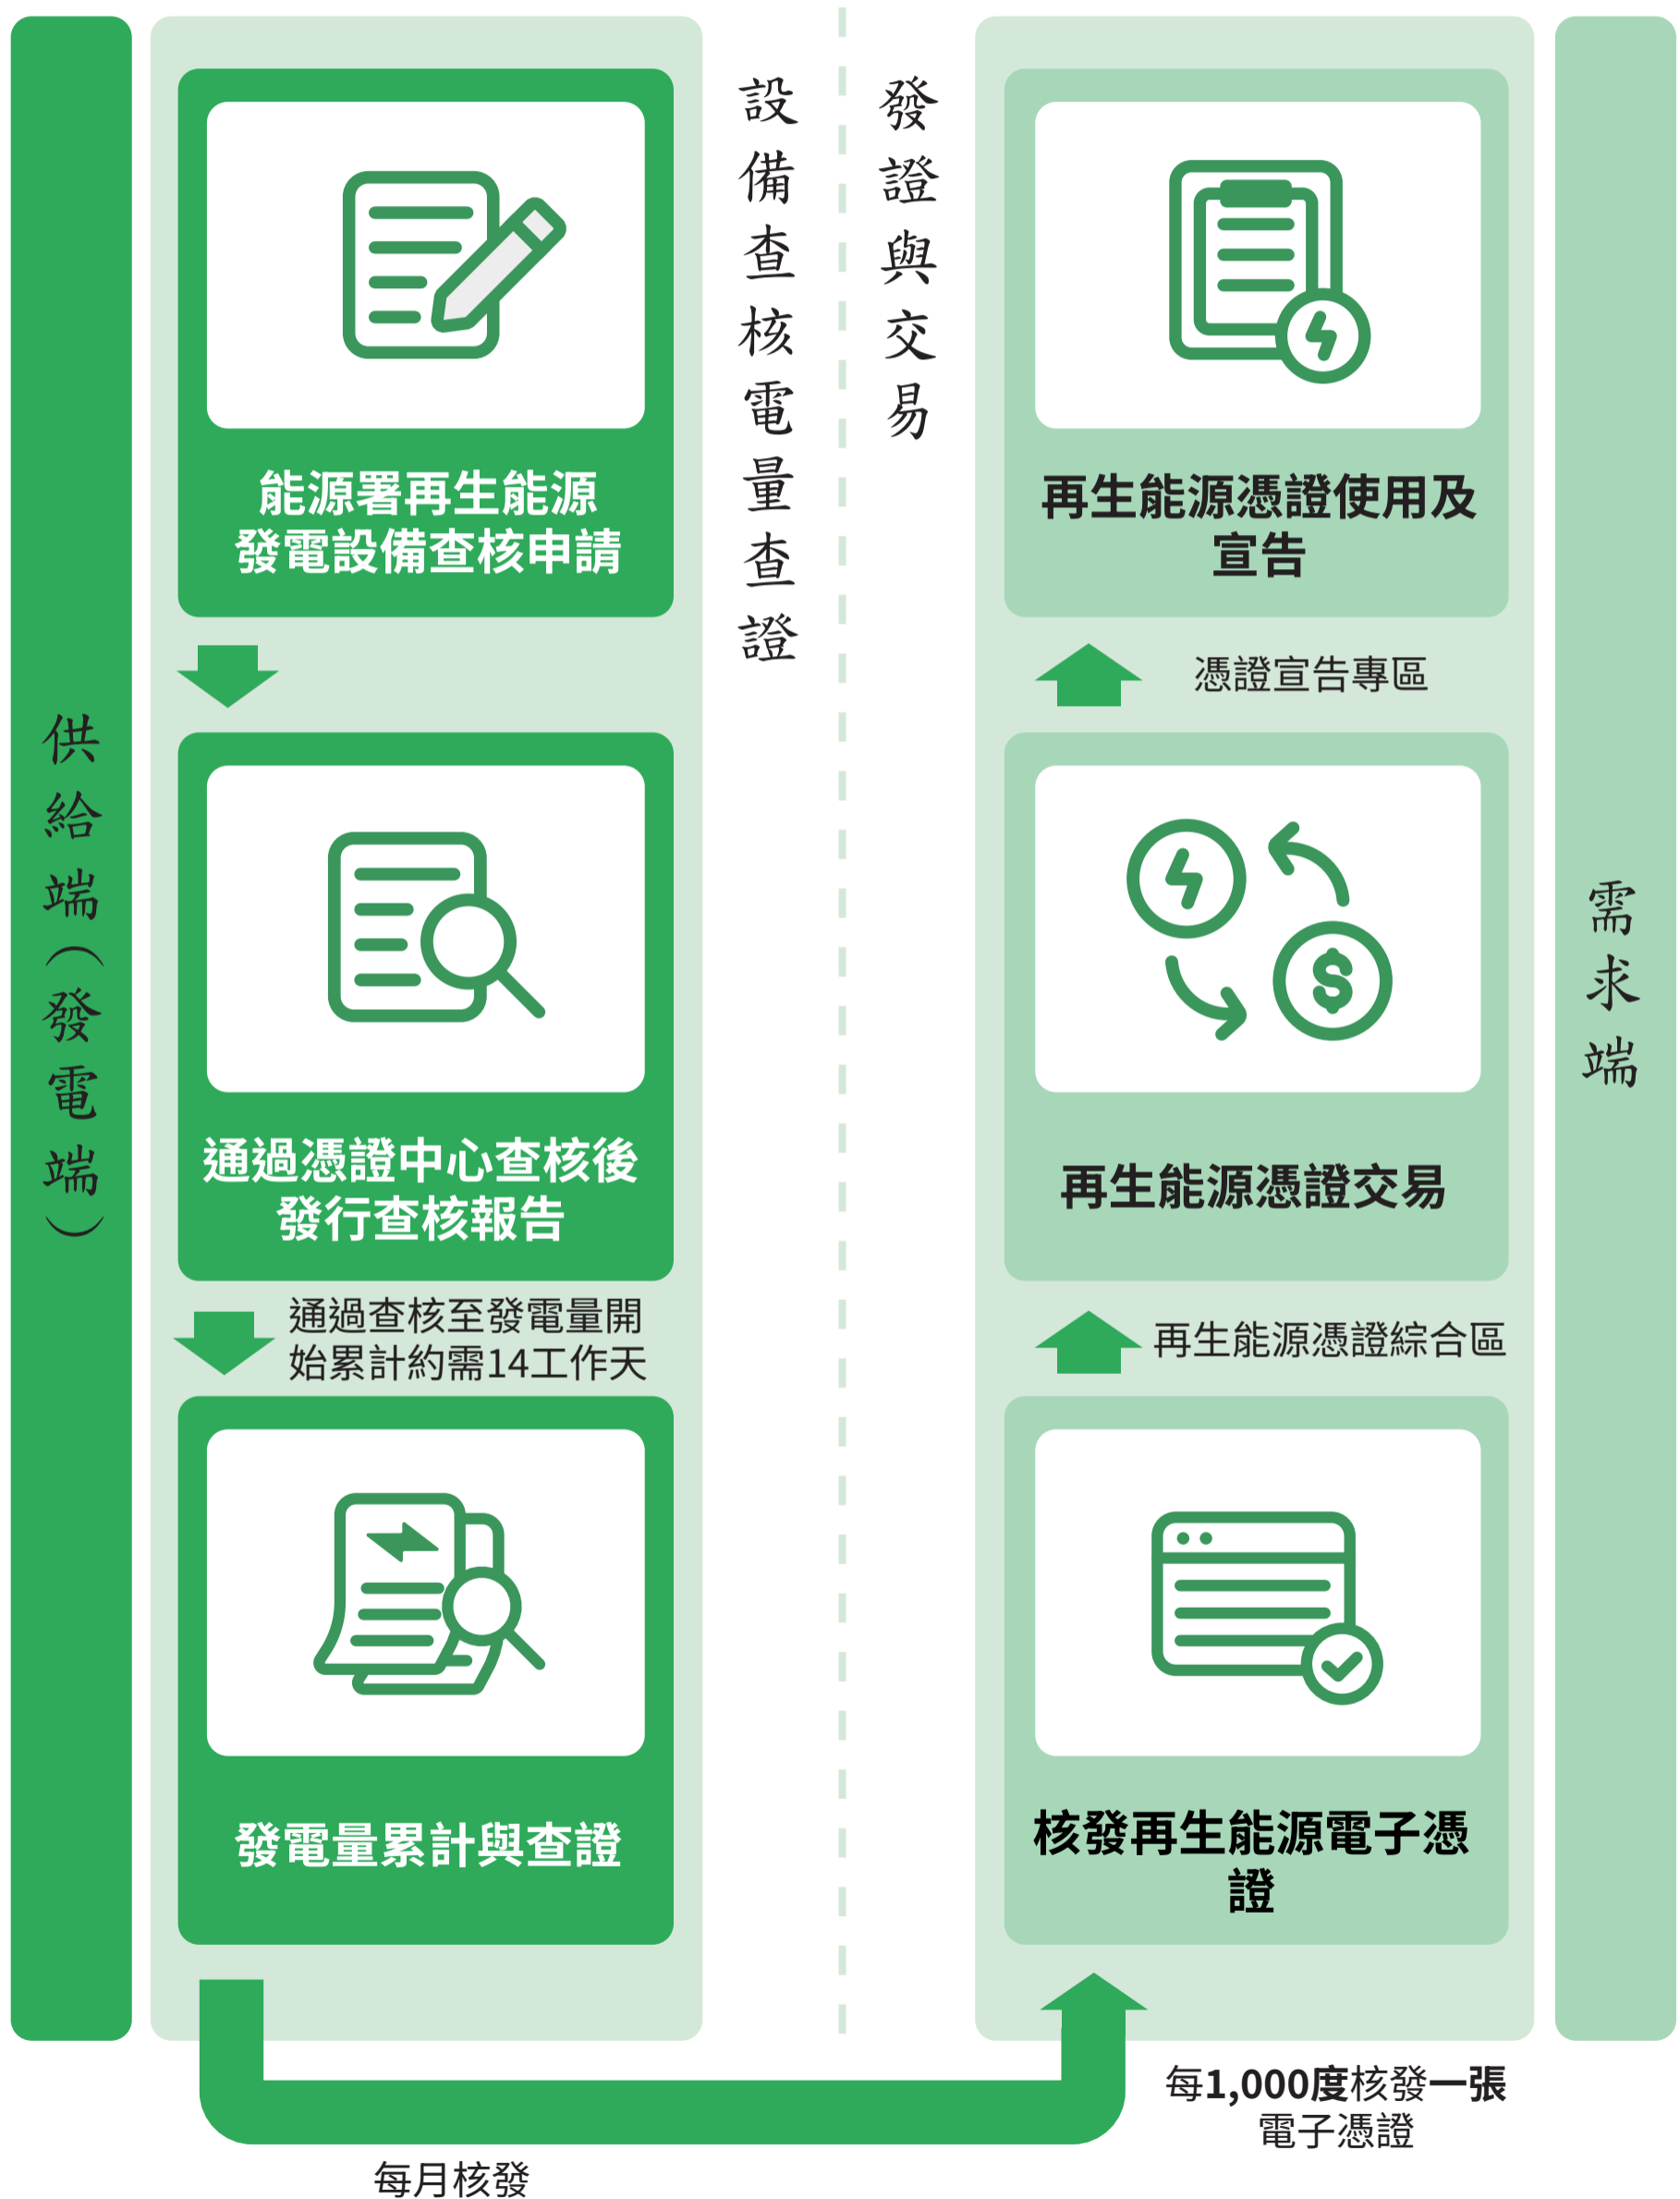 供給端（發電端）
能源署再生能源
發電設備查核申請
通過憑證中心查核後
發行查核報告
通過查核至發電量開
始累計約需14工作天
發電量累計與查證
設備查核電量查證
每月核發
發證與交易
再生能源憑證使用及
宣告
憑證宣告專區
再生能源憑證交易
再生能源憑證綜合區
核發再生能源電子憑
證
每1,000度核發一張
電子憑證
需求端